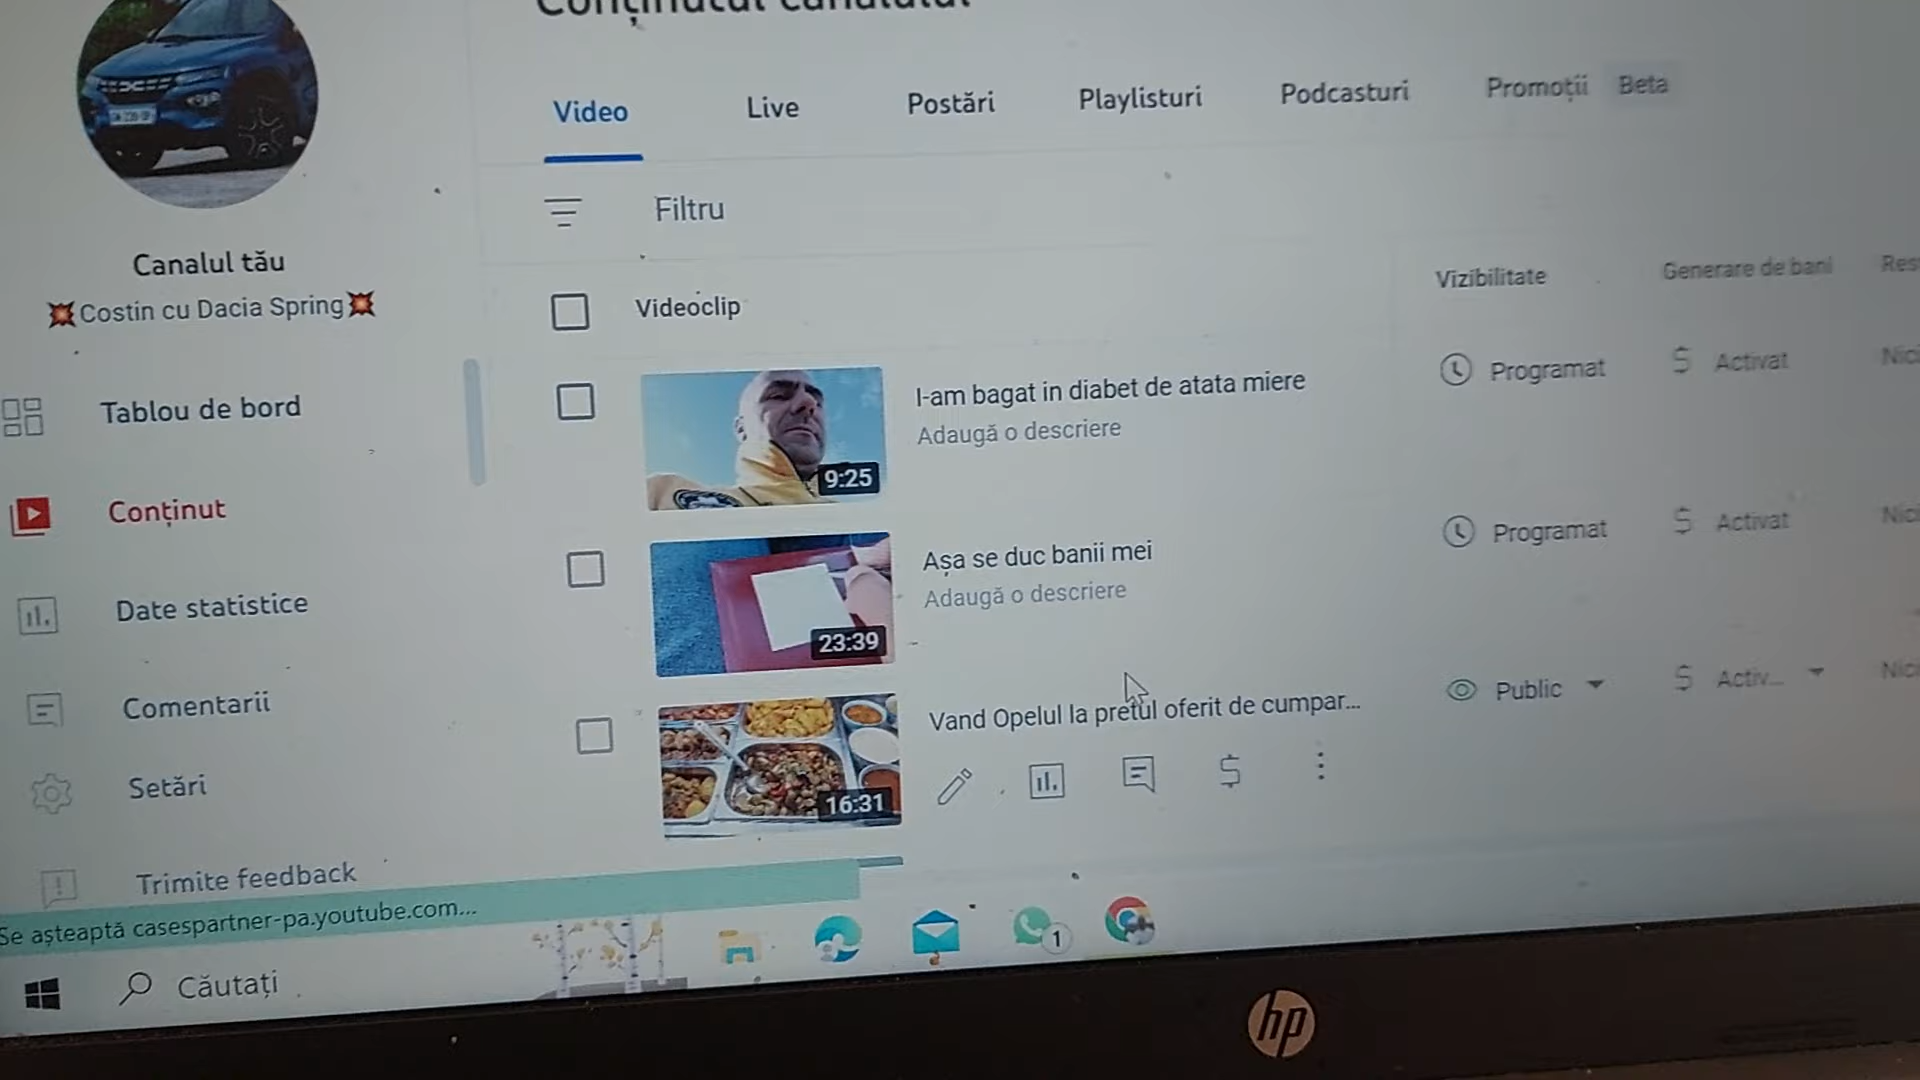 Conținutul canalului
Video
Live
Postări
Playlisturi
Podcasturi
Promoții
Beta
Filtru
Canalul tău
💥Costin cu Dacia Spring💥
Videoclip
Vizibilitate
Generare de bani
Tablou de bord
I-am bagat in diabet de atata miere
Adaugă o descriere
9:25
Programat
$ Activat
Conținut
Așa se duc banii mei
Adaugă o descriere
23:39
Programat
$ Activat
Date statistice
Comentarii
Vand Opelul la pretul oferit de cumpar...
16:31
Public
$ Activ...
Setări
Trimite feedback
Se așteaptă casespartner-pa.youtube.com...
1
Căutați
hp